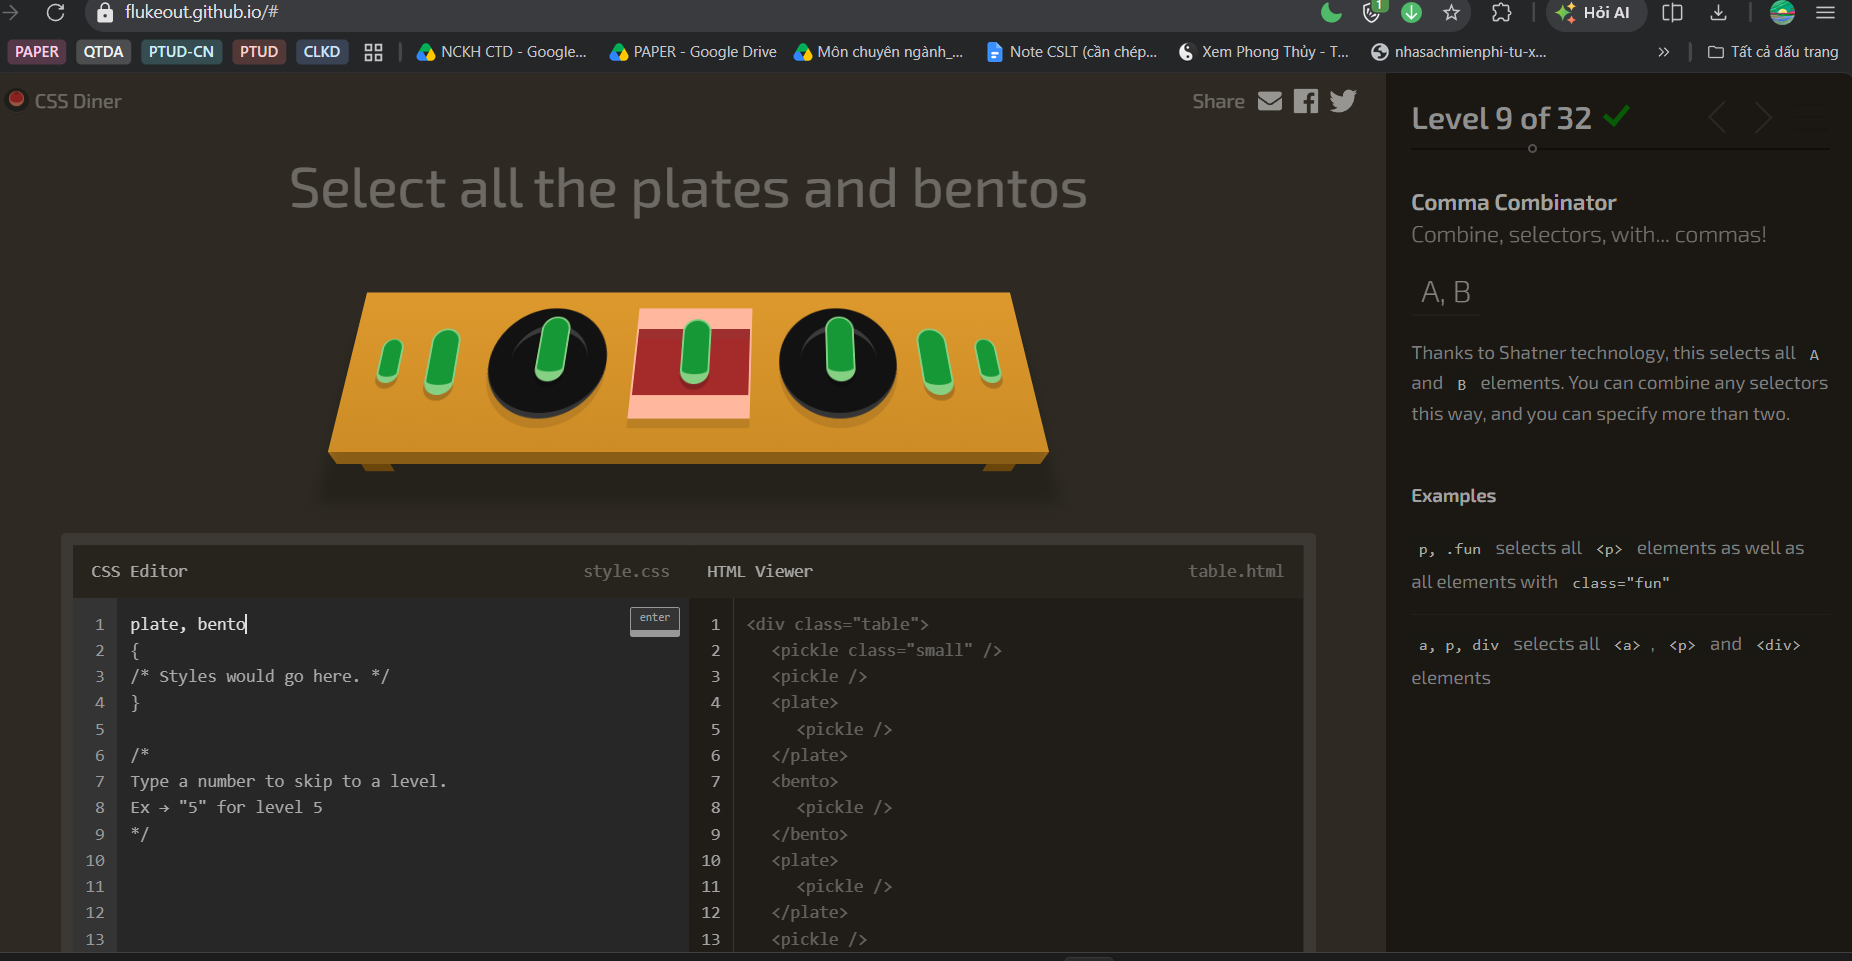 flukeout.github.io/#
1
Hỏi AI
PAPER
QTDA
PTUD-CN
PTUD
CLKD
NCKH CTD - Google...
PAPER - Google Drive
Môn chuyên ngành_...
Note CSLT (cần chép...
Xem Phong Thủy - T...
nhasachmienphi-tu-x...
»
Tất cả dấu trang
CSS Diner
Share
Select all the plates and bentos
CSS Editor
style.css
1 plate, bento
enter
2 {
3 /* Styles would go here. */
4 }
5
6 /*
7 Type a number to skip to a level.
8 Ex → "5" for level 5
9 */
10
11
12
13
HTML Viewer
table.html
1 <div class="table">
2 <pickle class="small" />
3 <pickle />
4 <plate>
5 <pickle />
6 </plate>
7 <bento>
8 <pickle />
9 </bento>
10 <plate>
11 <pickle />
12 </plate>
13 <pickle />
Level 9 of 32
Comma Combinator
Combine, selectors, with... commas!
A, B
Thanks to Shatner technology, this selects all A
and B elements. You can combine any selectors
this way, and you can specify more than two.
Examples
p, .fun selects all <p> elements as well as
all elements with class="fun"
a, p, div selects all <a> , <p> and <div>
elements